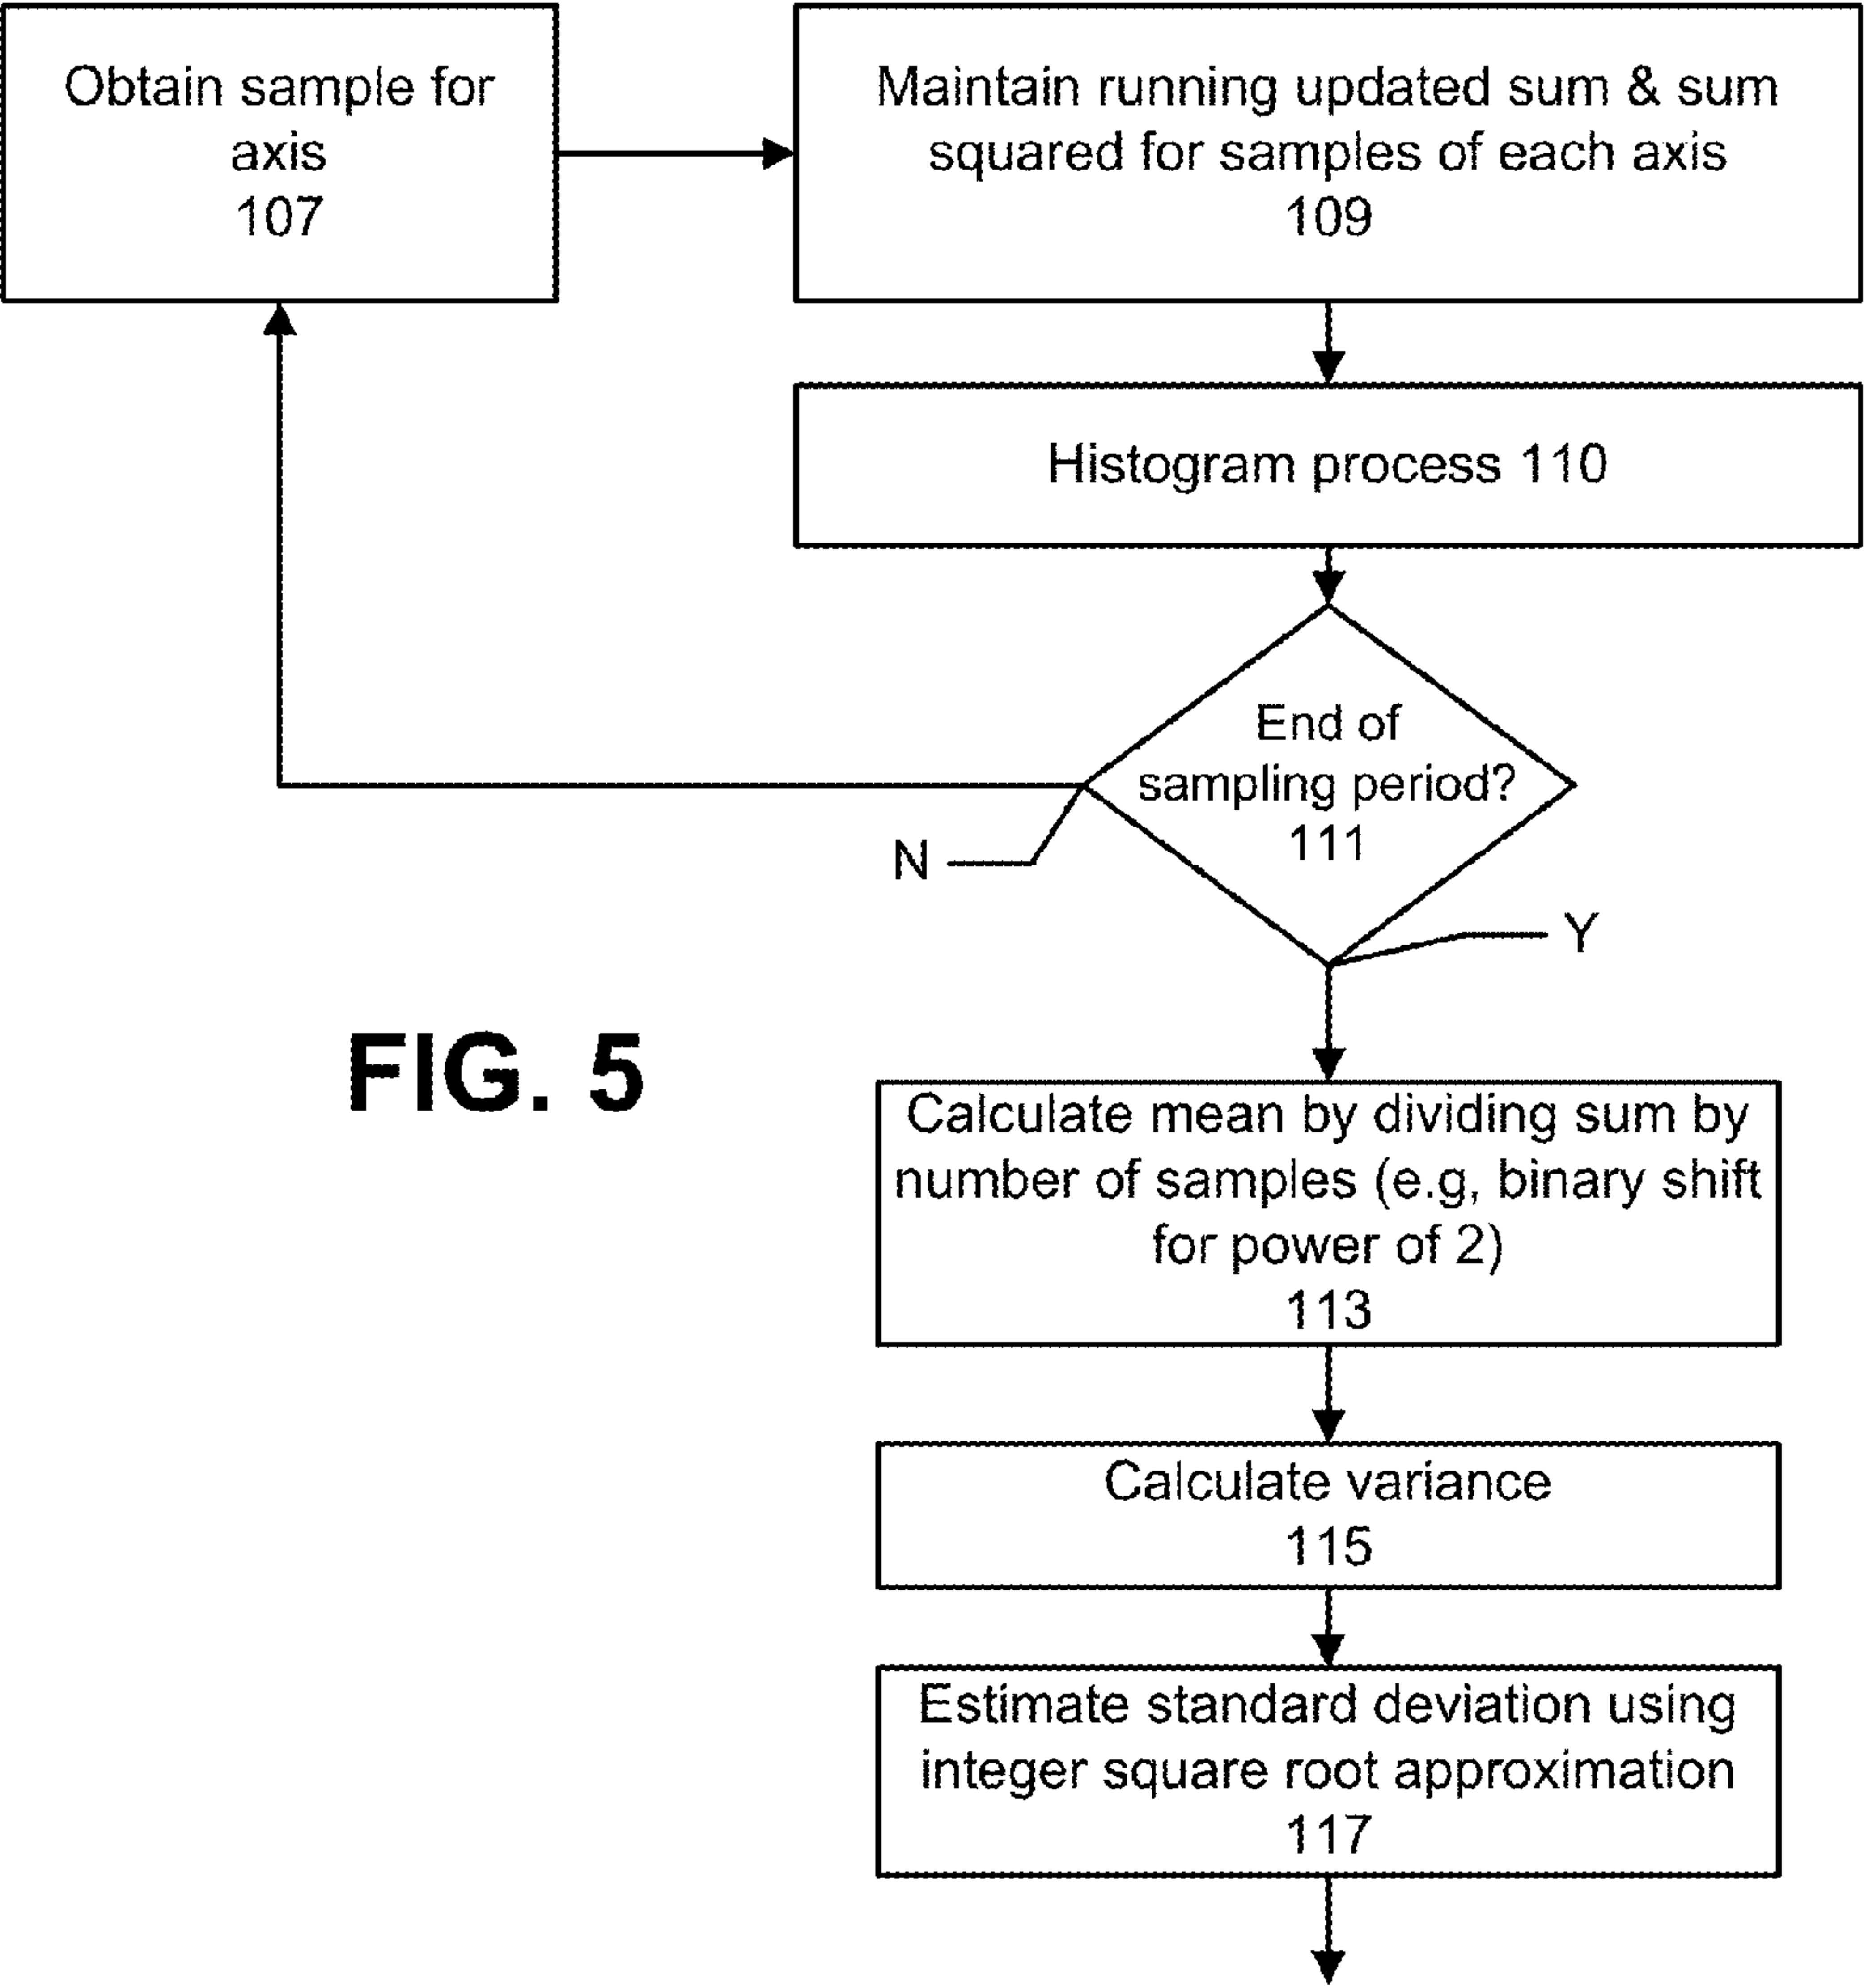 Obtain sample for
axis
107
Maintain running updated sum & sum
squared for samples of each axis
109
Histogram process 110
End of
sampling period?
111
N
Y
FIG. 5
Calculate mean by dividing sum by
number of samples (e.g, binary shift
for power of 2)
113
Calculate variance
115
Estimate standard deviation using
integer square root approximation
117